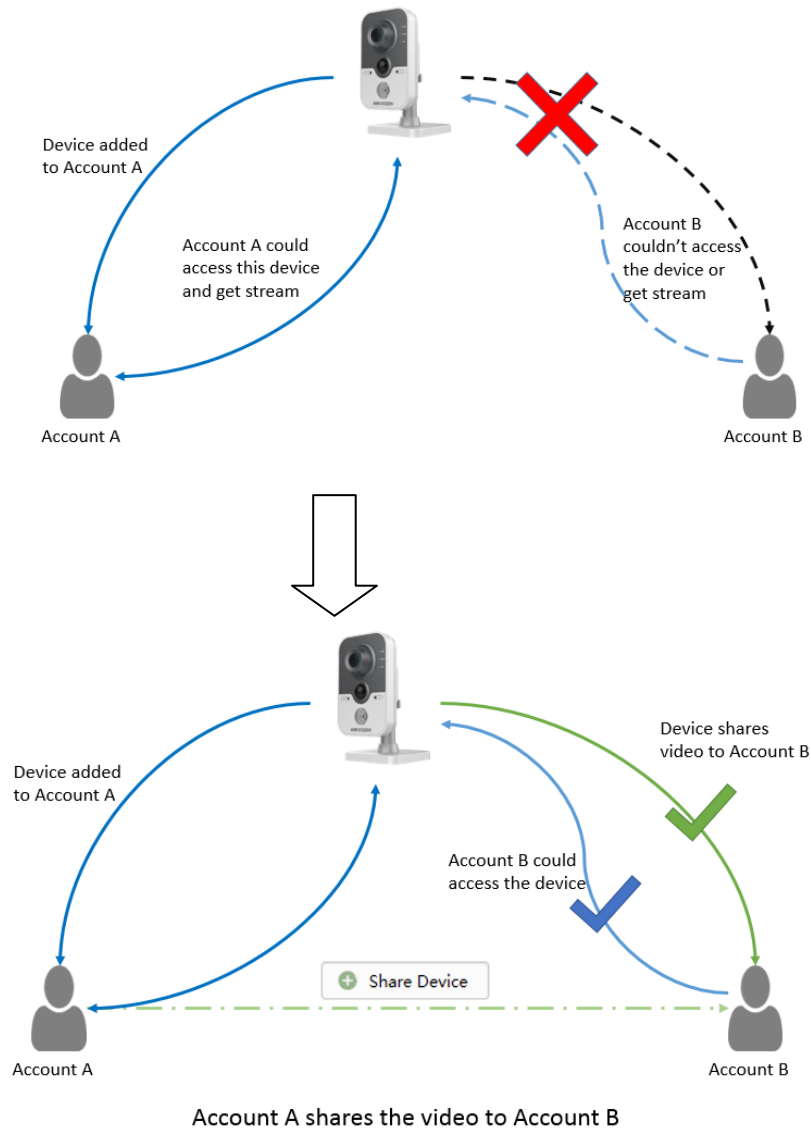 HIKVISION
Device added
to Account A
Account A could
access this device
and get stream
Account B
couldn't access
the device or
get stream
Account A
Account B
HIKVISION
Device shares
video to Account B
Device added
to Account A
Account B could
access the device
Share Device
Account A
Account B
Account A shares the video to Account B